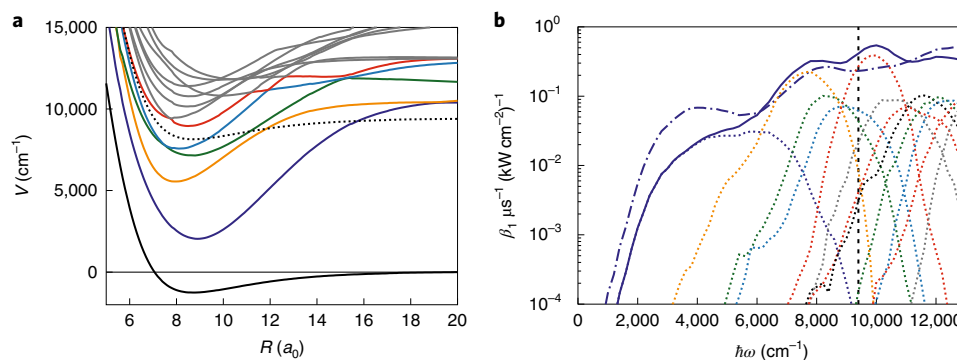 a
15,000
10,000
5,000
0
V (cm⁻¹)
6 8 10 12 14 16 18 20
R (a₀)
b
10⁰
10⁻¹
10⁻²
10⁻³
10⁻⁴
β₁ μs⁻¹ (kW cm⁻²)⁻¹
0 2,000 4,000 6,000 8,000 10,000 12,000
ℏω (cm⁻¹)